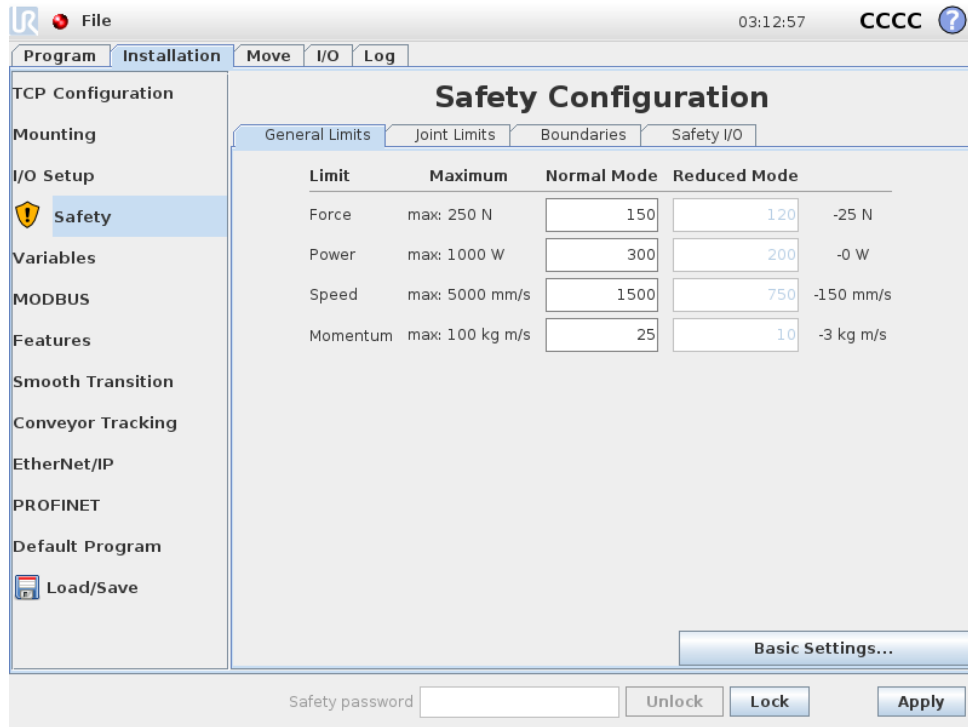 UR File 03:12:57 CCCC ?
Program Installation Move I/O Log
TCP Configuration
Mounting
I/O Setup
Safety
Variables
MODBUS
Features
Smooth Transition
Conveyor Tracking
EtherNet/IP
PROFINET
Default Program
Load/Save
Safety Configuration
General Limits Joint Limits Boundaries Safety I/O
Limit Maximum Normal Mode Reduced Mode
Force max: 250 N 150 120 -25 N
Power max: 1000 W 300 200 -0 W
Speed max: 5000 mm/s 1500 750 -150 mm/s
Momentum max: 100 kg m/s 25 10 -3 kg m/s
Basic Settings...
Safety password Unlock Lock Apply